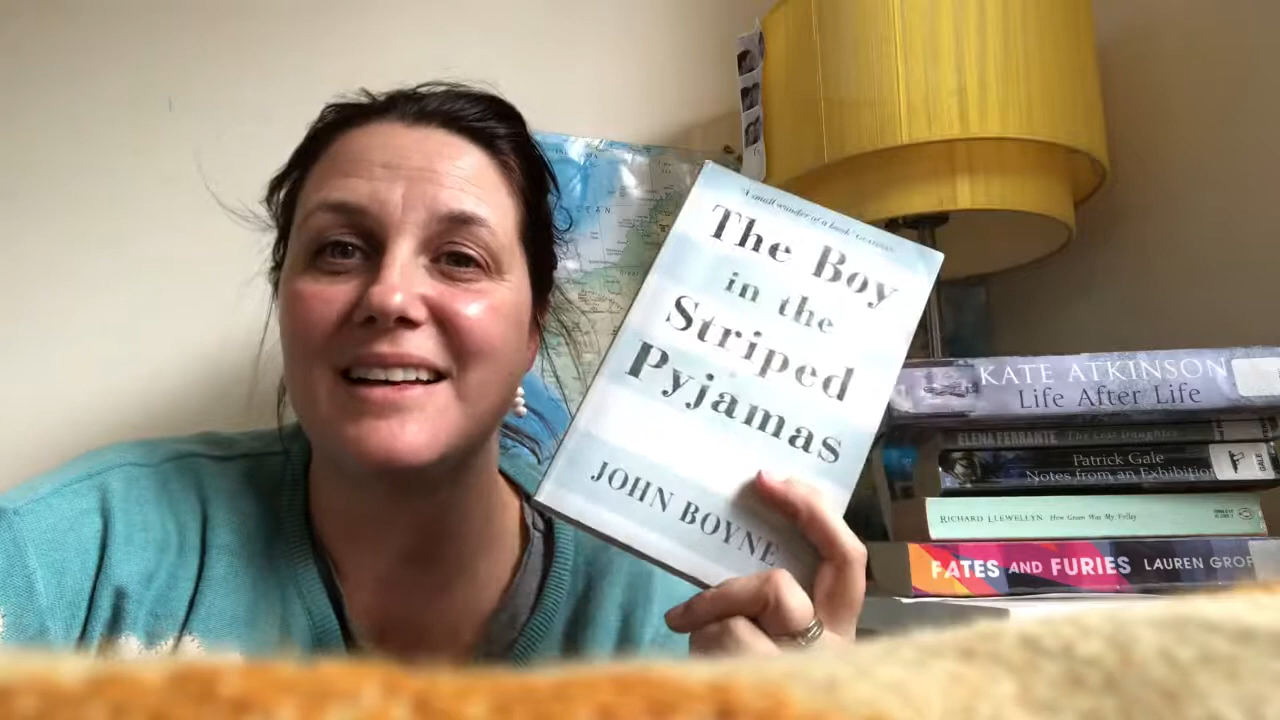 "A small wonder of a book" GUARDIAN
The Boy
in the
Striped
Pyjamas
JOHN BOYNE
KATE ATKINSON
Life After Life
ELENA FERRANTE The Lost Daughter
Patrick Gale
Notes from an Exhibition
GALE
RICHARD LLEWELLYN How Green Was My Valley
FATES AND FURIES LAUREN GROF
OCEAN